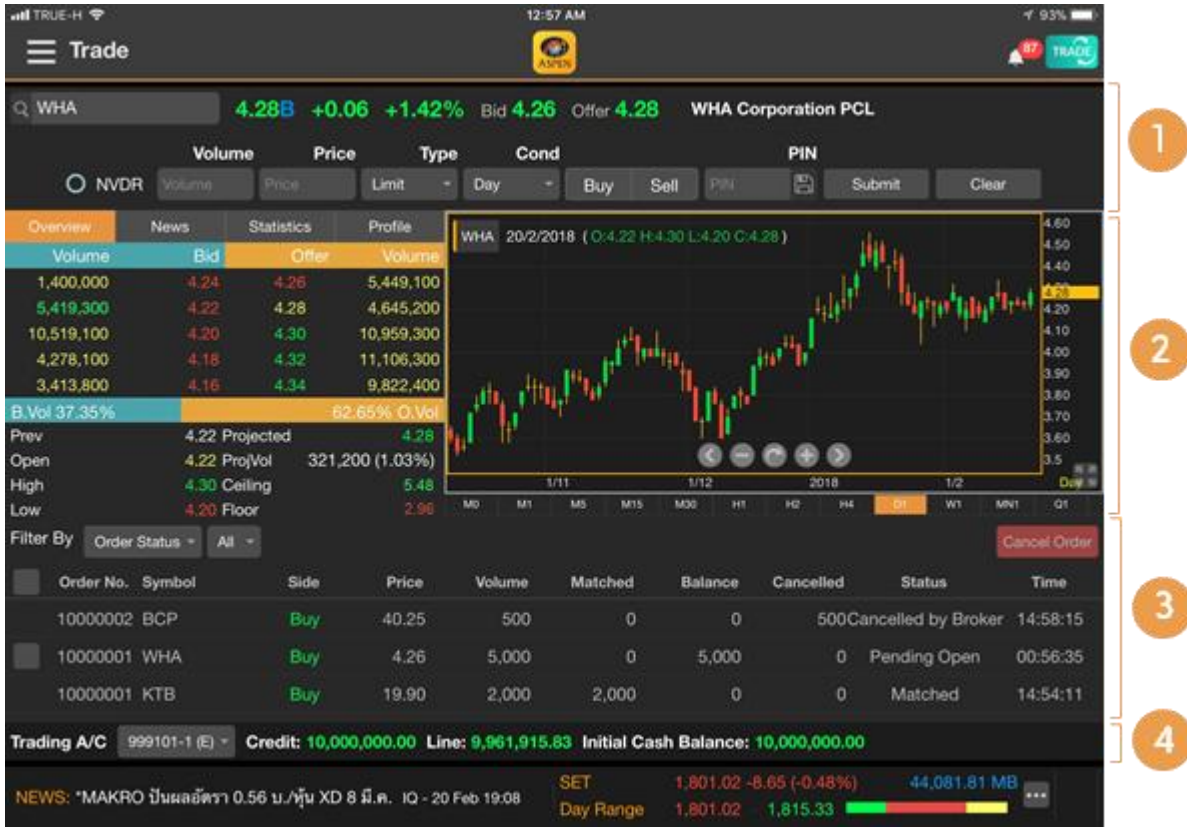 TRUE-H 12:57 AM 93%
Trade ASPEN 87 TRADE
WHA 4.28B +0.06 +1.42% Bid 4.26 Offer 4.28 WHA Corporation PCL
1
Volume Price Type Cond PIN
NVDR Volume Price Limit Day Buy Sell PIN Submit Clear
Overview News Statistics Profile
Volume Bid Offer Volume
1,400,000 4.24 4.26 5,449,100
5,419,300 4.22 4.28 4,645,200
10,519,100 4.20 4.30 10,959,300
4,278,100 4.18 4.32 11,106,300
3,413,800 4.16 4.34 9,822,400
B.Vol 37.35% 62.65% O.Vol
Prev 4.22 Projected 4.28
Open 4.22 ProjVol 321,200 (1.03%)
High 4.30 Ceiling 5.48
Low 4.20 Floor 2.96
WHA 20/2/2018 (O:4.22 H:4.30 L:4.20 C:4.28)
4.60
4.50
4.40
4.28
4.20
4.10
4.00
3.90
3.80
3.70
3.60
3.5
1/11 1/12 2018 1/2 Day
M0 M1 M5 M15 M30 H1 H2 H4 D1 W1 MN1 Q1
2
Filter By Order Status All Cancel Order
Order No. Symbol Side Price Volume Matched Balance Cancelled Status Time
10000002 BCP Buy 40.25 500 0 0 500Cancelled by Broker 14:58:15
10000001 WHA Buy 4.26 5,000 0 5,000 0 Pending Open 00:56:35
10000001 KTB Buy 19.90 2,000 2,000 0 0 Matched 14:54:11
3
Trading A/C 999101-1 (E) Credit: 10,000,000.00 Line: 9,961,915.83 Initial Cash Balance: 10,000,000.00
4
NEWS: *MAKRO ปันผลอัตรา 0.56 บ./หุ้น XD 8 มี.ค. IQ - 20 Feb 19:08
SET 1,801.02 -8.65 (-0.48%) 44,081.81 MB
Day Range 1,801.02 1,815.33